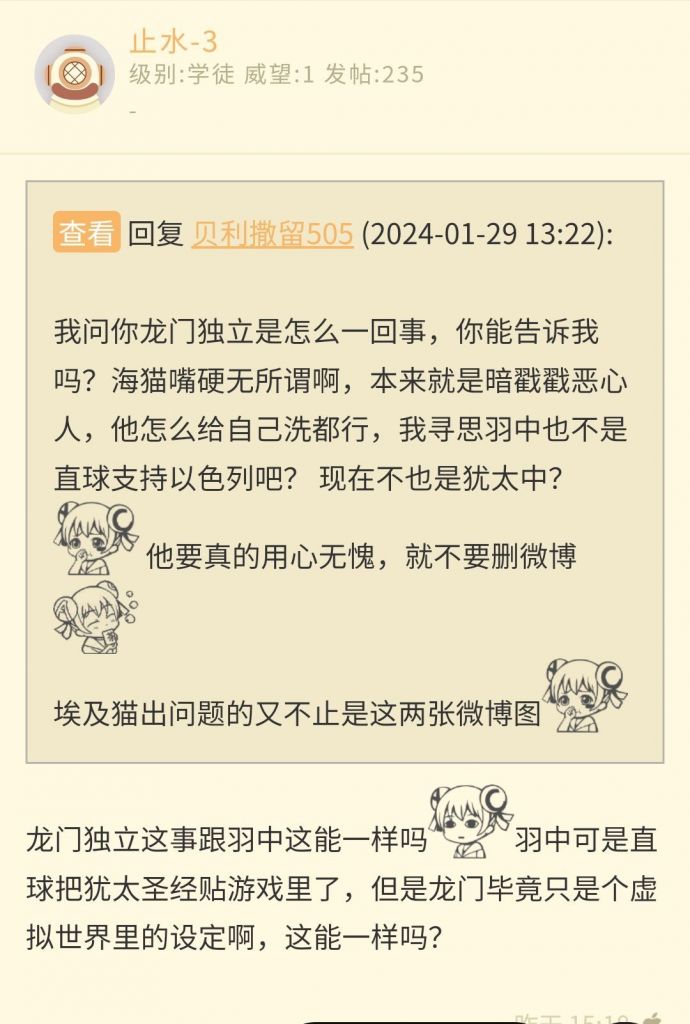 止水-3
级别:学徒 威望:1 发帖:235
-
查看 回复 贝利撒留505 (2024-01-29 13:22):
我问你龙门独立是怎么一回事，你能告诉我
吗？海猫嘴硬无所谓啊，本来就是暗戳戳恶心
人，他怎么给自己洗都行，我寻思羽中也不是
直球支持以色列吧？ 现在不也是犹太中？
他要真的用心无愧，就不要删微博
埃及猫出问题的又不止是这两张微博图
龙门独立这事跟羽中这能一样吗 羽中可是直
球把犹太圣经贴游戏里了，但是龙门毕竟只是个虚
拟世界里的设定啊，这能一样吗？